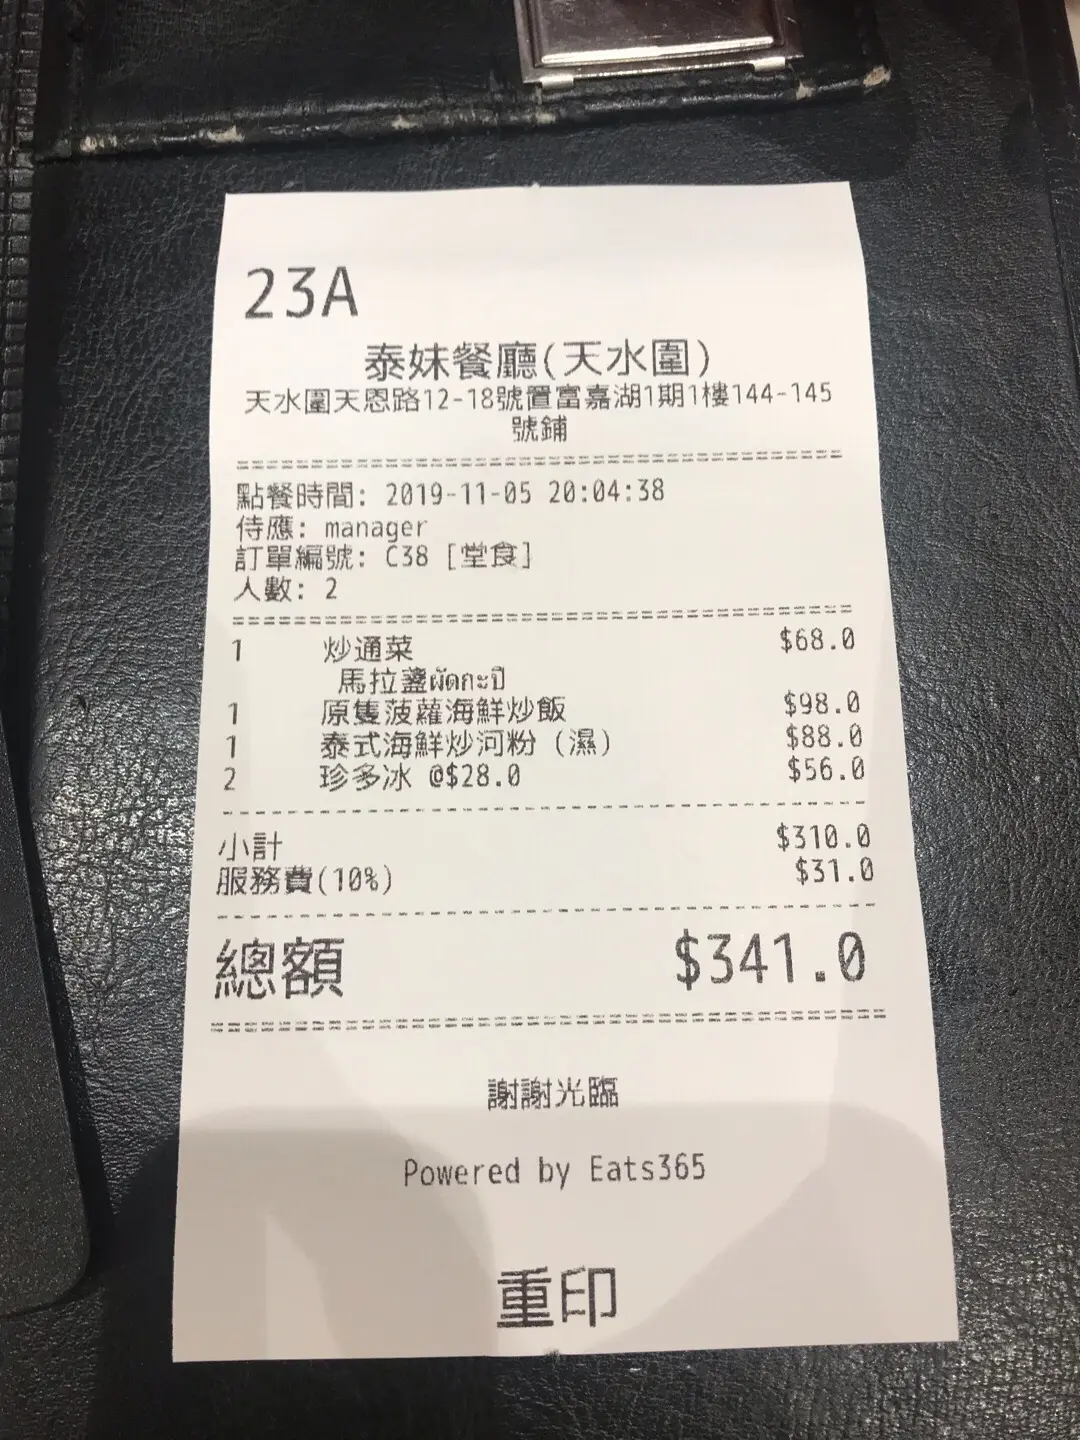 23A
泰妹餐廳(天水圍)
天水圍天恩路12-18號置富嘉湖1期1樓144-145
號鋪
點餐時間: 2019-11-05 20:04:38
侍應: manager
訂單編號: C38 [堂食]
人數: 2
1 炒通菜 $68.0
馬拉盞ผัดกะปิ
1 原隻菠蘿海鮮炒飯 $98.0
1 泰式海鮮炒河粉 (濕) $88.0
2 珍多冰 @$28.0 $56.0
小計 $310.0
服務費(10%) $31.0
總額 $341.0
謝謝光臨
Powered by Eats365
重印